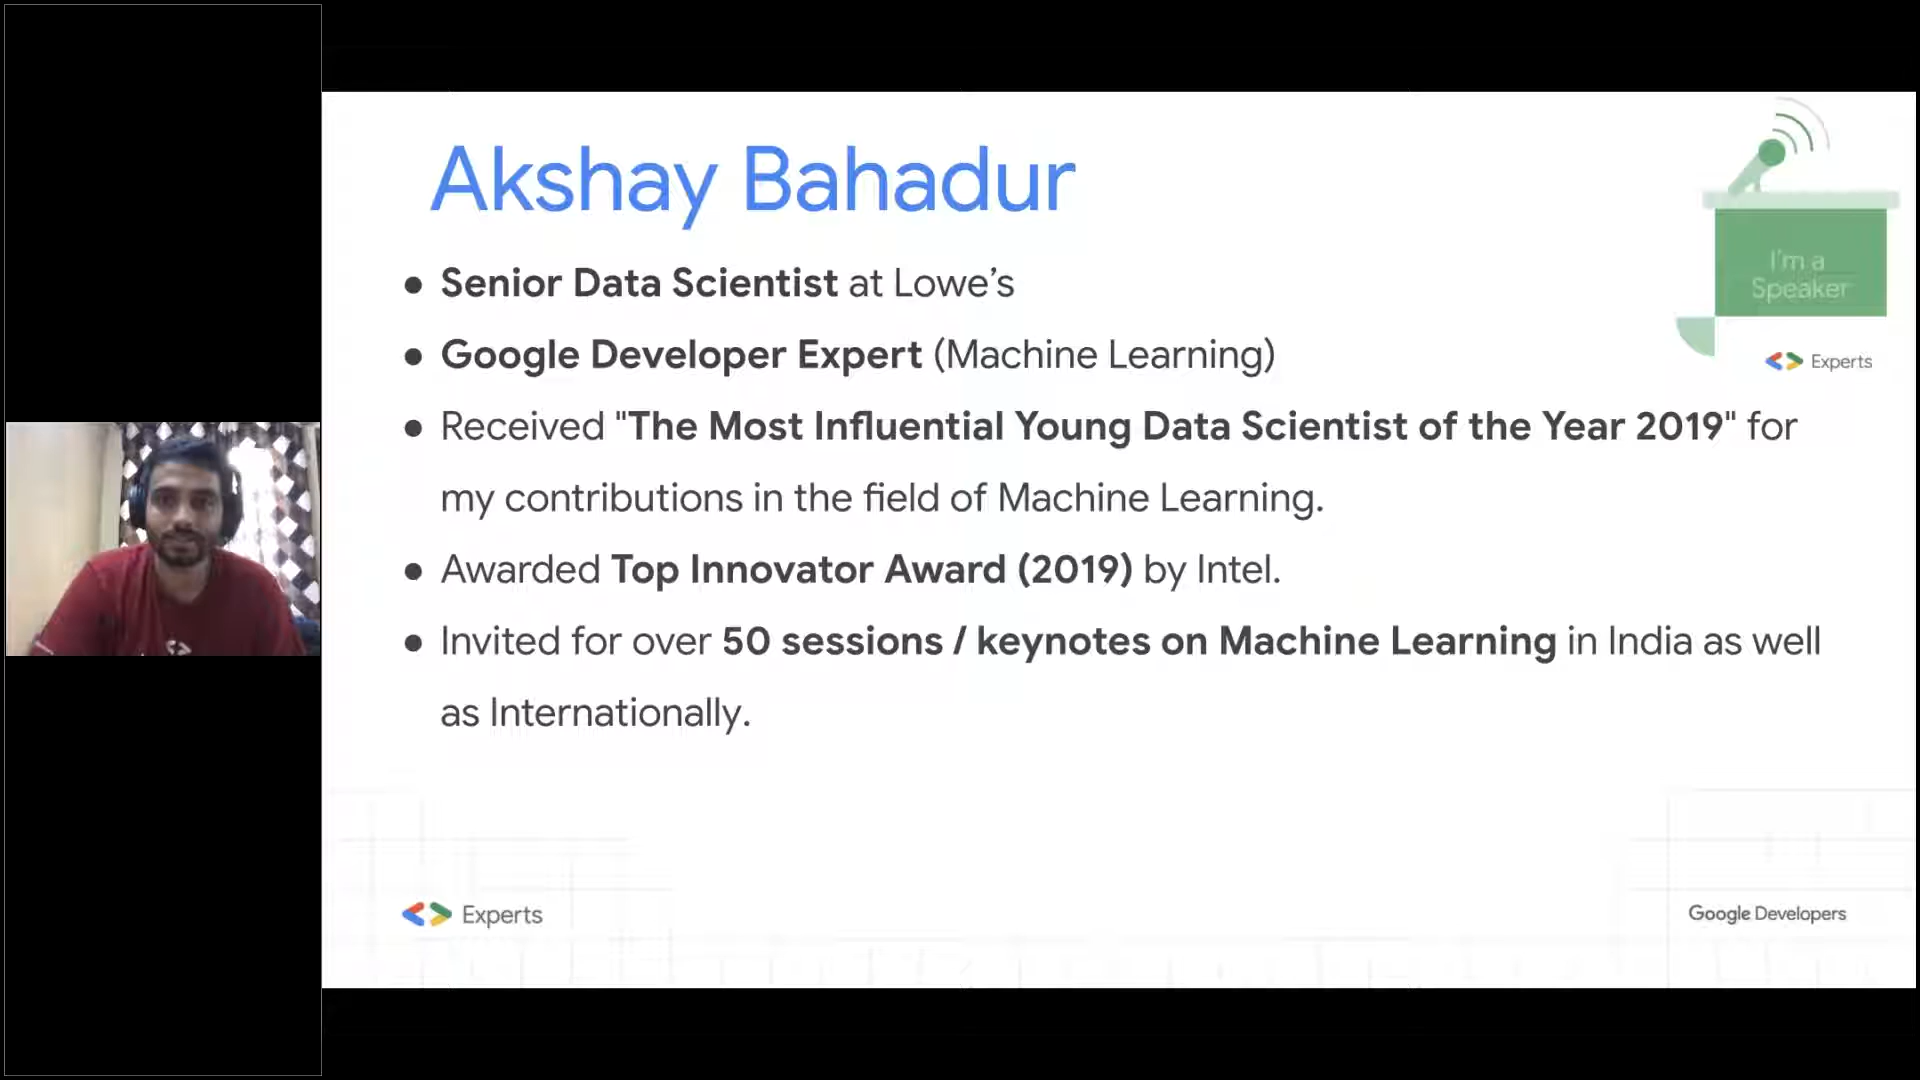 Akshay Bahadur
● Senior Data Scientist at Lowe’s
● Google Developer Expert (Machine Learning)
● Received "The Most Influential Young Data Scientist of the Year 2019" for
my contributions in the field of Machine Learning.
● Awarded Top Innovator Award (2019) by Intel.
● Invited for over 50 sessions / keynotes on Machine Learning in India as well
as Internationally.
I'm a
Speaker
Experts
Experts
Google Developers